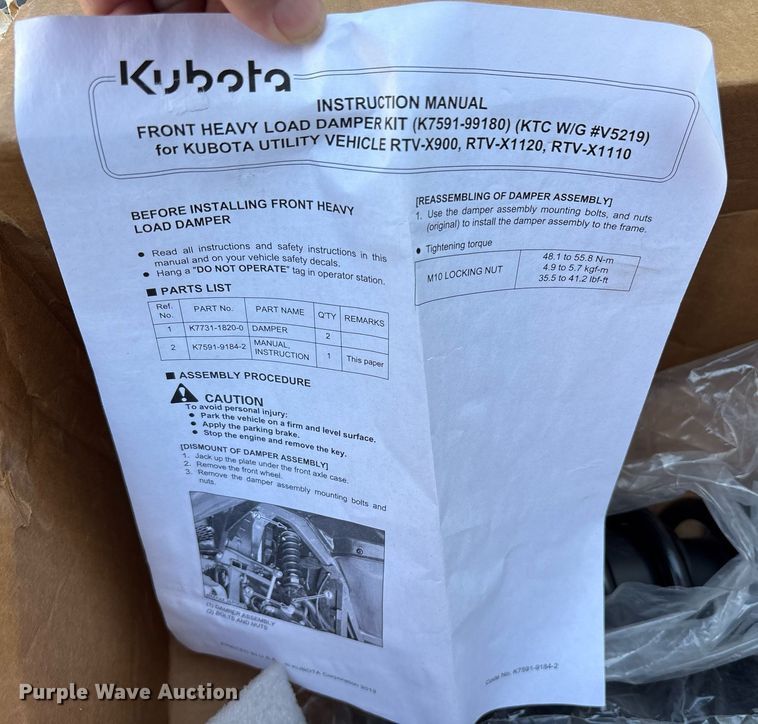 Kubota
INSTRUCTION MANUAL
FRONT HEAVY LOAD DAMPER KIT (K7591-99180) (KTC W/G #V5219)
for KUBOTA UTILITY VEHICLE RTV-X900, RTV-X1120, RTV-X1110
BEFORE INSTALLING FRONT HEAVY
LOAD DAMPER
● Read all instructions and safety instructions in this
manual and on your vehicle safety decals.
● Hang a "DO NOT OPERATE" tag in operator station.
■ PARTS LIST
Ref. No. PART No. PART NAME Q'TY REMARKS
1 K7731-1820-0 DAMPER 2
2 K7591-9184-2 MANUAL, INSTRUCTION 1 This paper
■ ASSEMBLY PROCEDURE
CAUTION
To avoid personal injury:
● Park the vehicle on a firm and level surface.
● Apply the parking brake.
● Stop the engine and remove the key.
[DISMOUNT OF DAMPER ASSEMBLY]
1. Jack up the plate under the front axle case.
2. Remove the front wheel.
3. Remove the damper assembly mounting bolts and
nuts.
(1) DAMPER ASSEMBLY
(2) BOLTS AND NUTS
KUBOTA Corporation
[REASSEMBLING OF DAMPER ASSEMBLY]
1. Use the damper assembly mounting bolts, and nuts
(original) to install the damper assembly to the frame.
● Tightening torque
M10 LOCKING NUT
48.1 to 55.8 N-m
4.9 to 5.7 kgf-m
35.5 to 41.2 lbf-ft
Code No. K7591-9184-2
Purple Wave Auction